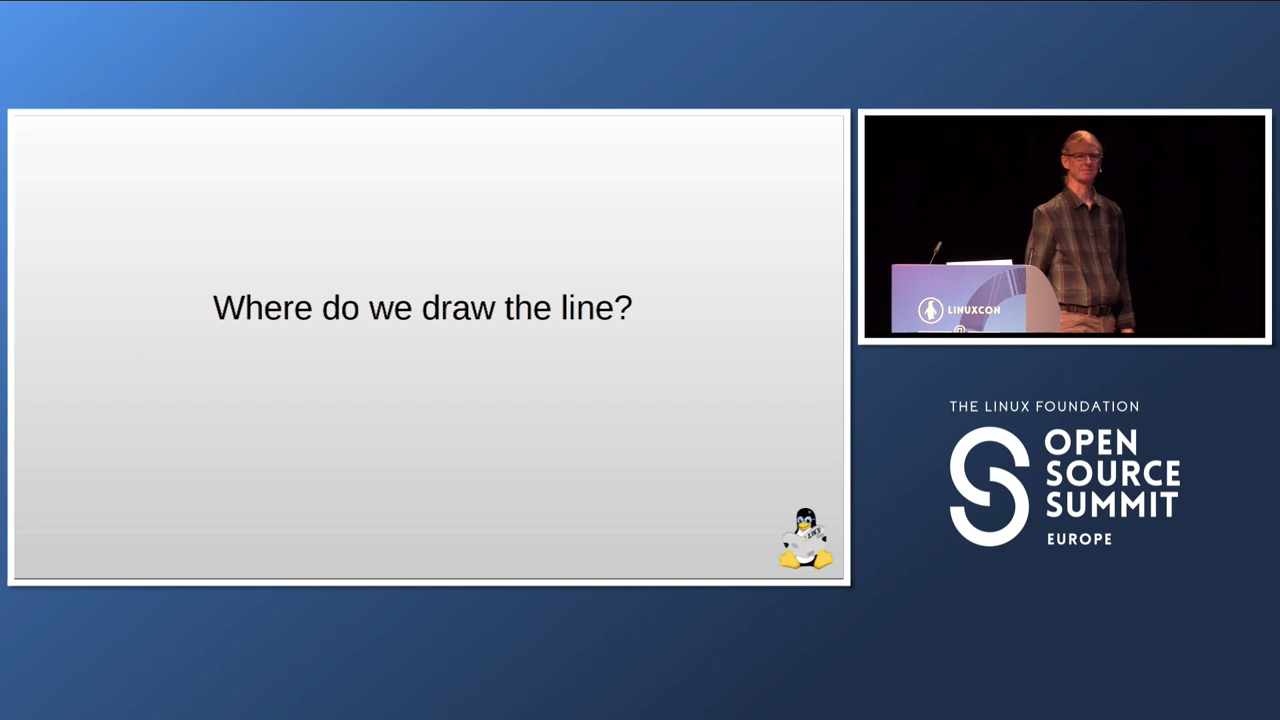 Where do we draw the line?
LINUXCON
@
THE LINUX FOUNDATION
OPEN
SOURCE
SUMMIT
EUROPE